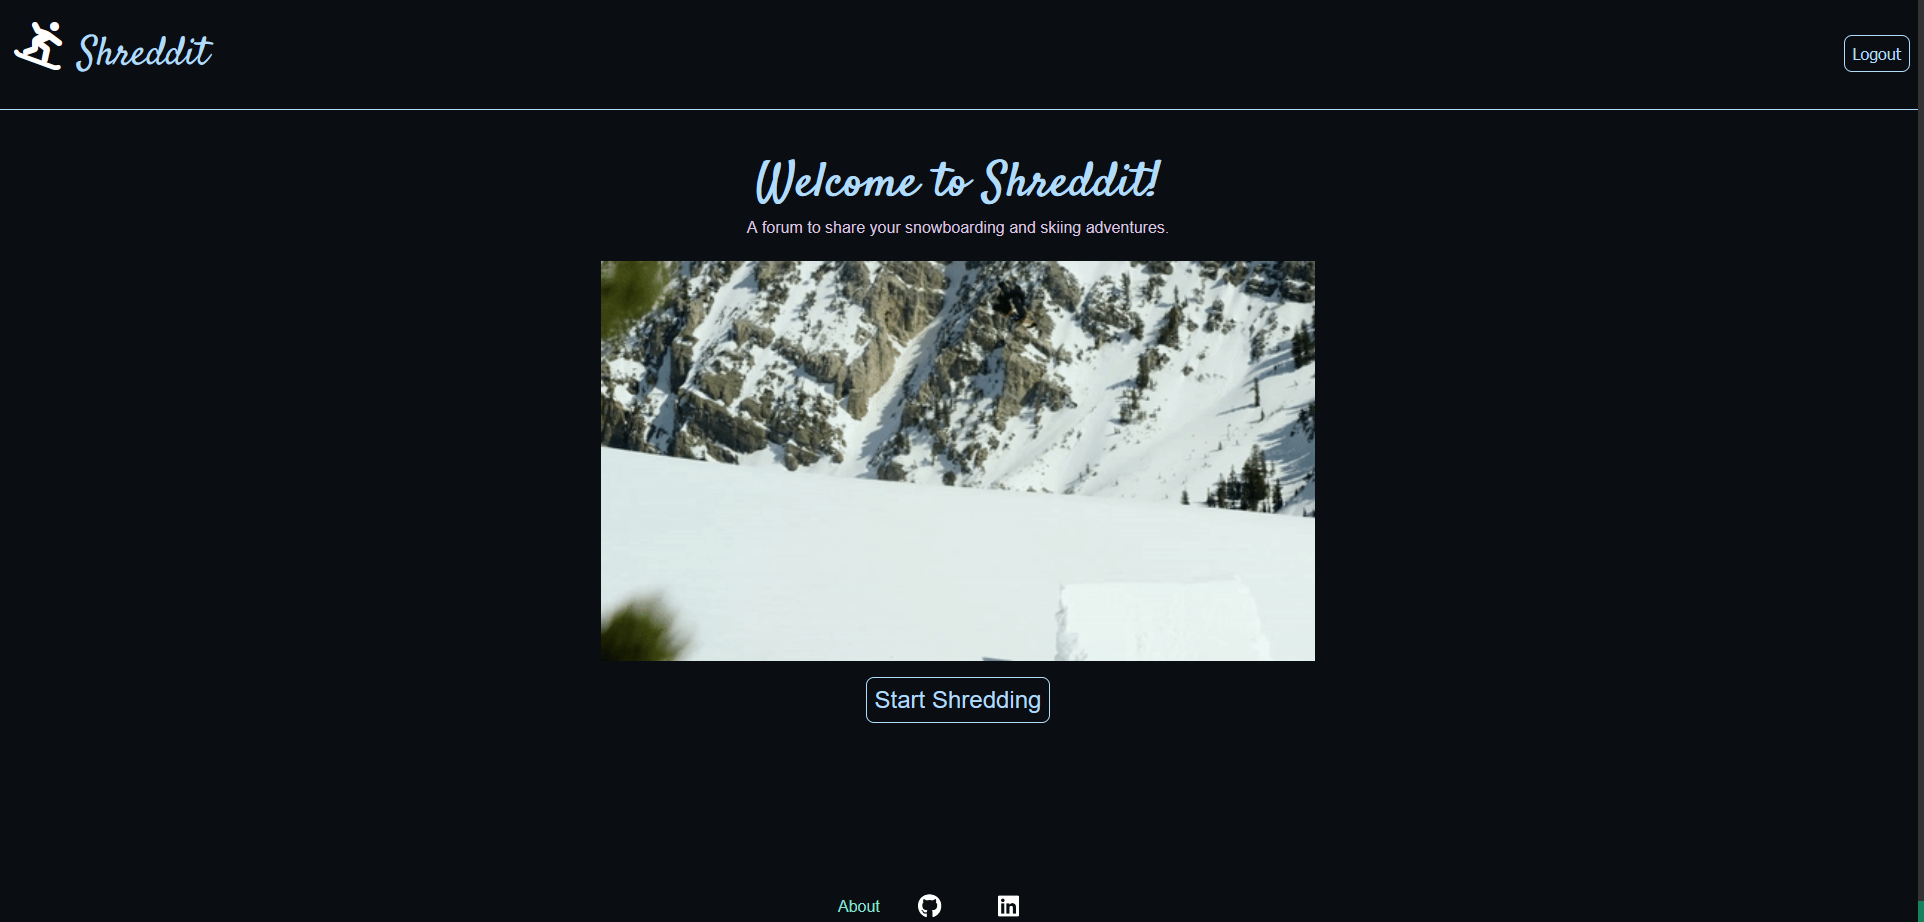 Shreddit
Logout
Welcome to Shreddit!
A forum to share your snowboarding and skiing adventures.
Start Shredding
About